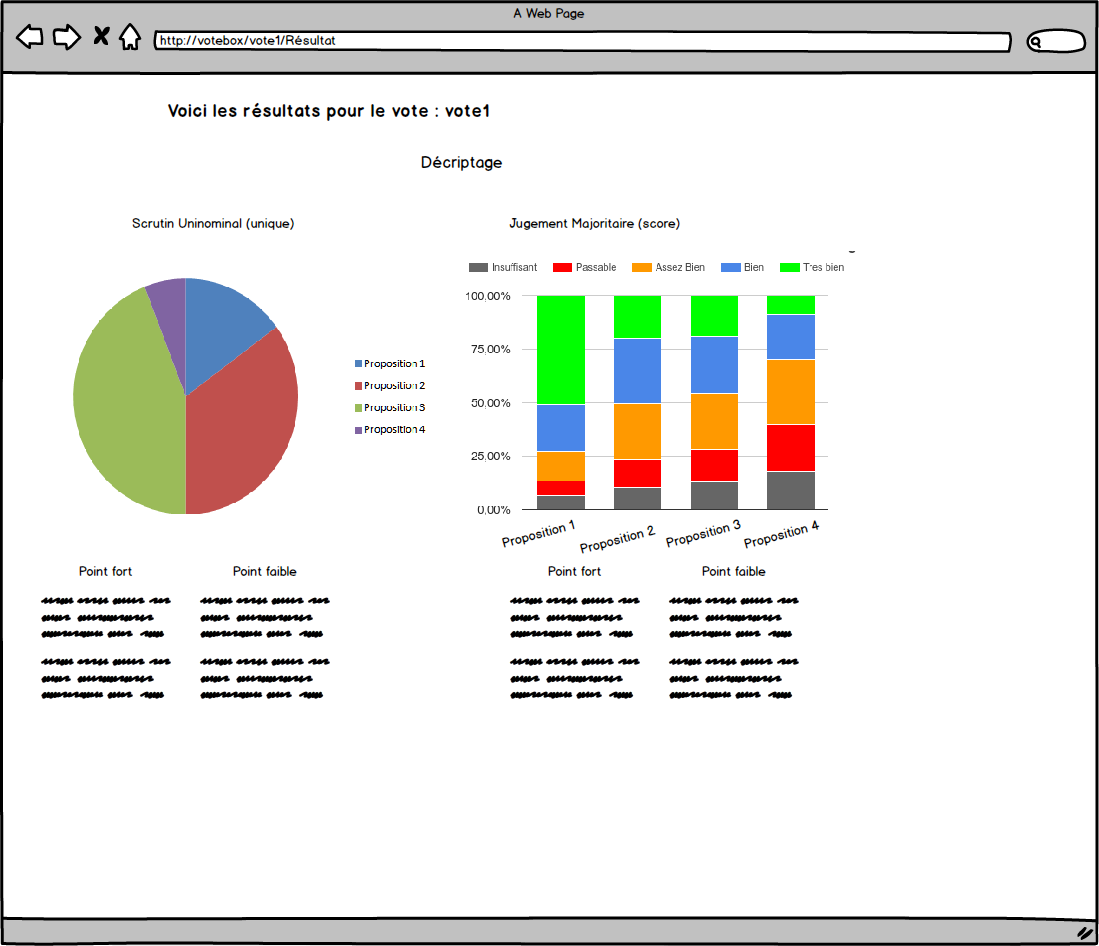 A Web Page
http://votebox/vote1/Résultat
Voici les résultats pour le vote : vote1
Décriptage
Scrutin Uninominal (unique)
Proposition 1
Proposition 2
Proposition 3
Proposition 4
Point fort
Point faible
Jugement Majoritaire (score)
Insuffisant Passable Assez Bien Bien Tres bien
100.00%
75.00%
50.00%
25.00%
0.00%
Proposition 1
Proposition 2
Proposition 3
Proposition 4
Point fort
Point faible